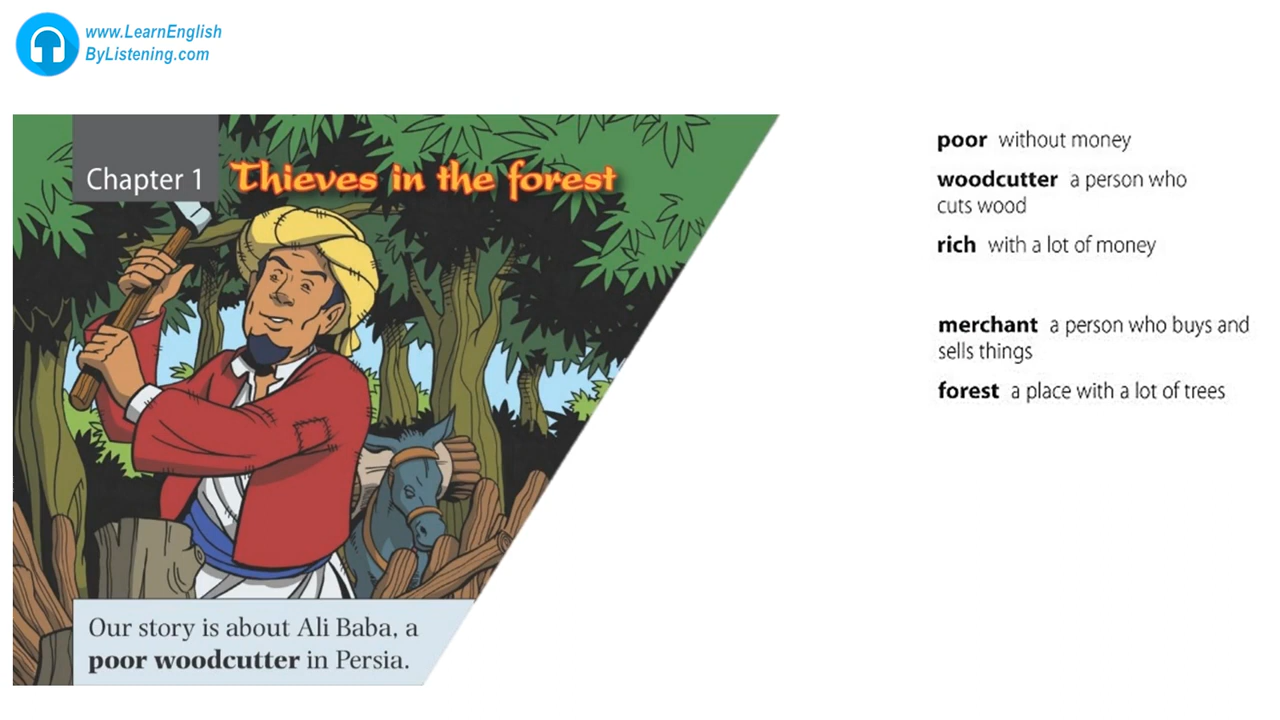 www.LearnEnglish
ByListening.com
Chapter 1 Thieves in the forest
Our story is about Ali Baba, a
poor woodcutter in Persia.
poor without money
woodcutter a person who
cuts wood
rich with a lot of money
merchant a person who buys and
sells things
forest a place with a lot of trees